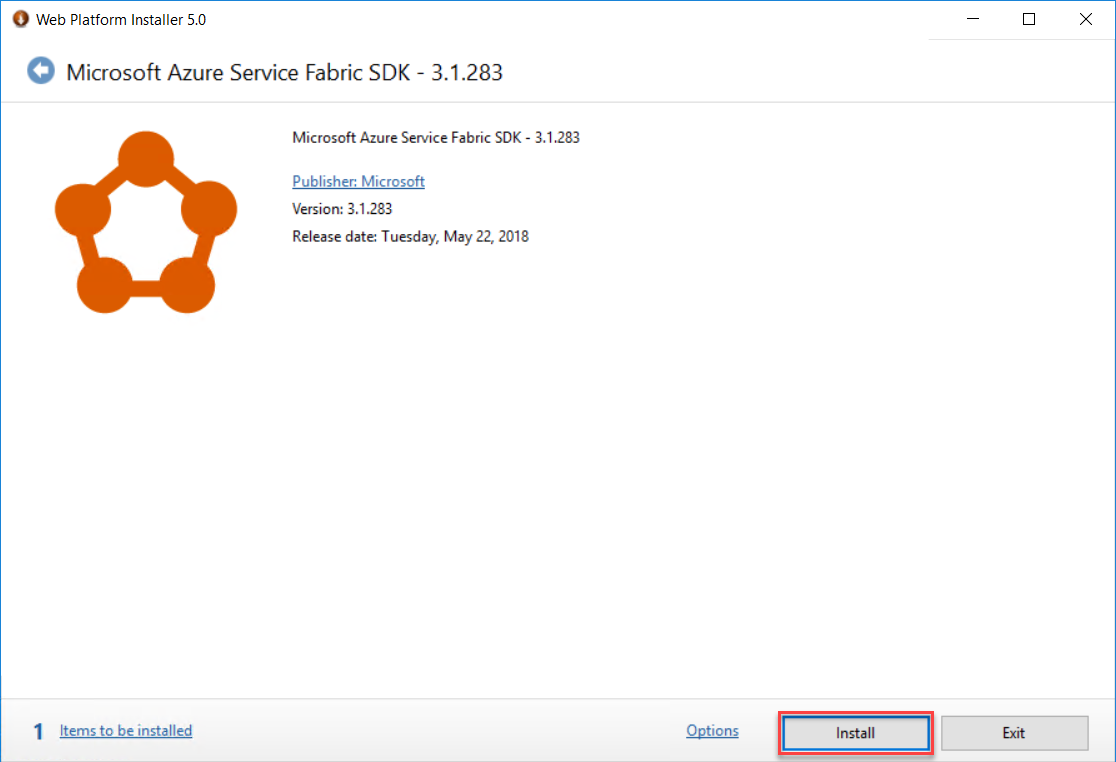 Web Platform Installer 5.0
Microsoft Azure Service Fabric SDK - 3.1.283
Microsoft Azure Service Fabric SDK - 3.1.283
Publisher: Microsoft
Version: 3.1.283
Release date: Tuesday, May 22, 2018
1 Items to be installed Options Install Exit